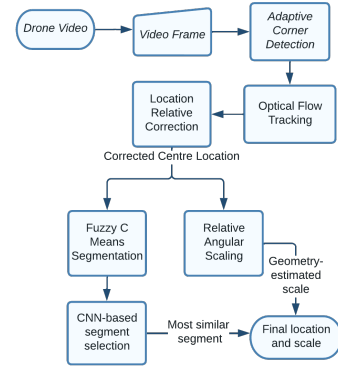 Drone Video
Video Frame
Adaptive
Corner
Detection
Optical Flow
Tracking
Location
Relative
Correction
Corrected Centre Location
Fuzzy C
Means
Segmentation
Relative
Angular
Scaling
Geometry-
estimated
scale
CNN-based
segment
selection
Most similar
segment
Final location
and scale